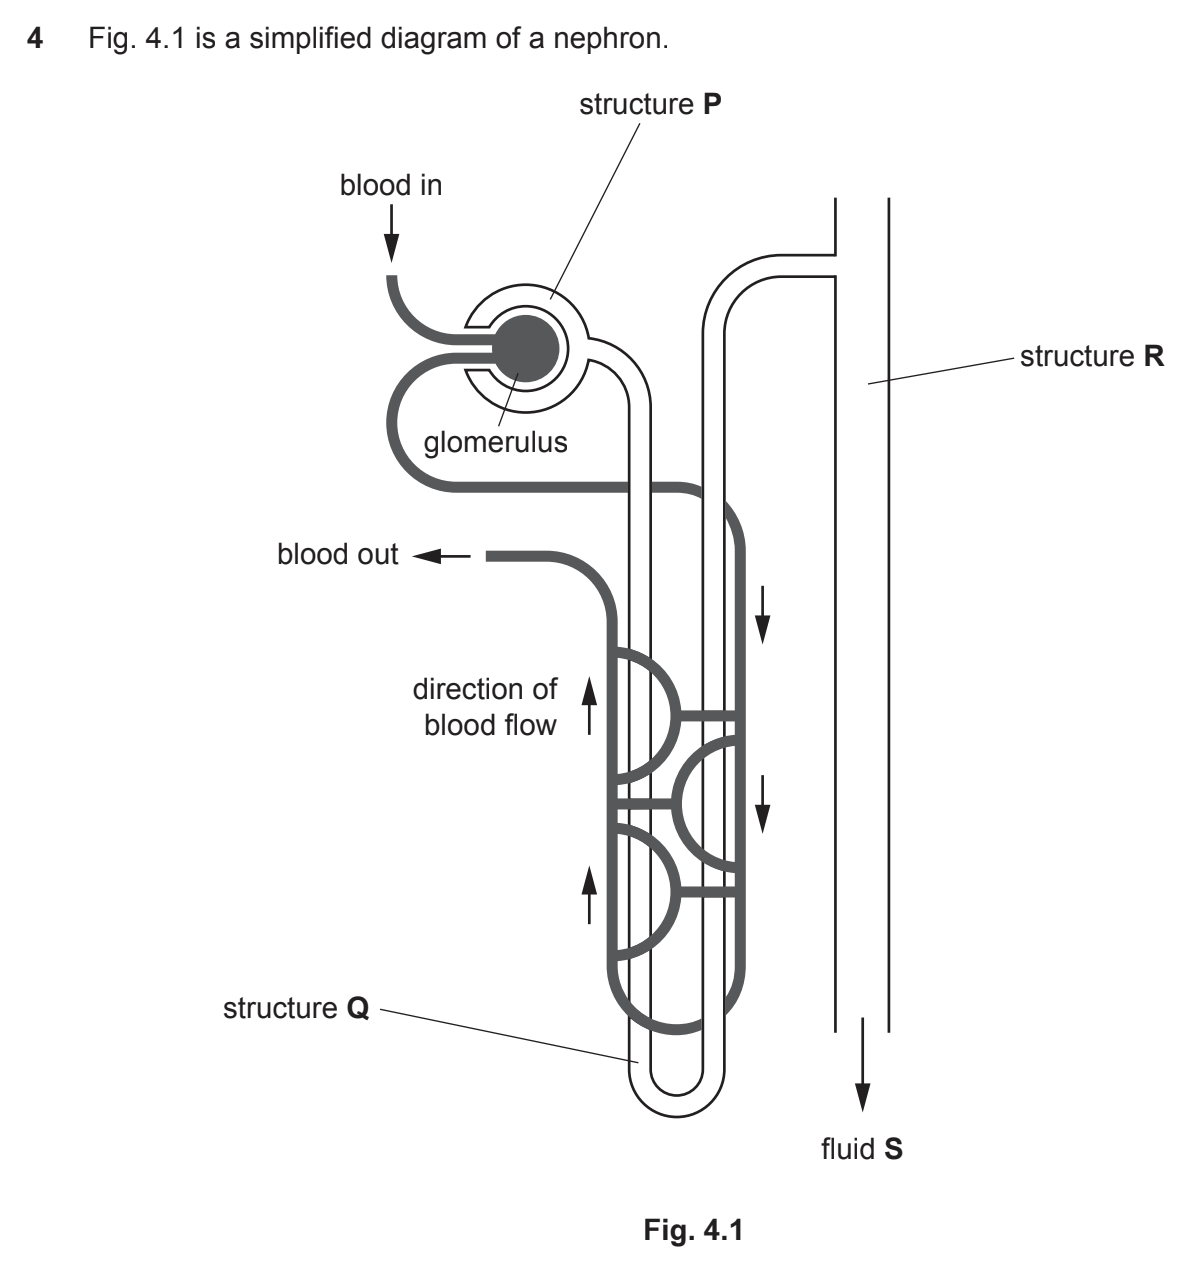 4 Fig. 4.1 is a simplified diagram of a nephron.
structure P
blood in
structure R
glomerulus
blood out
direction of
blood flow
structure Q
fluid S
Fig. 4.1